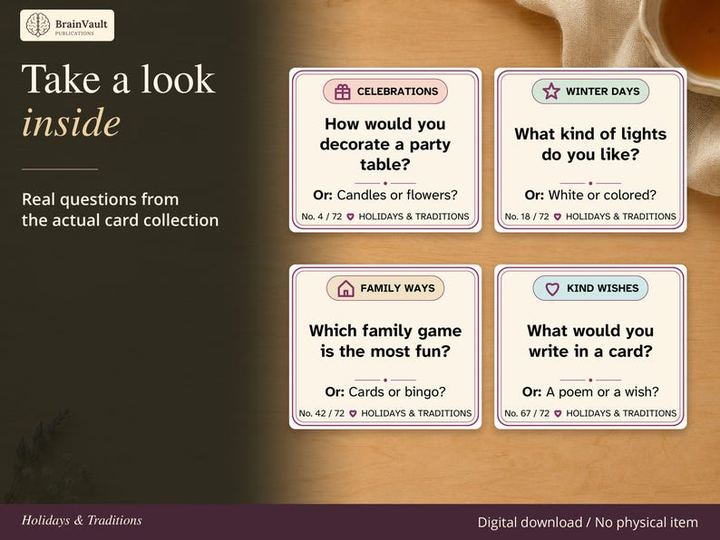 BrainVault
PUBLICATIONS
Take a look
inside
Real questions from
the actual card collection
CELEBRATIONS
How would you
decorate a party
table?
Or: Candles or flowers?
No. 4 / 72 HOLIDAYS & TRADITIONS
WINTER DAYS
What kind of lights
do you like?
Or: White or colored?
No. 18 / 72 HOLIDAYS & TRADITIONS
FAMILY WAYS
Which family game
is the most fun?
Or: Cards or bingo?
No. 42 / 72 HOLIDAYS & TRADITIONS
KIND WISHES
What would you
write in a card?
Or: A poem or a wish?
No. 67 / 72 HOLIDAYS & TRADITIONS
Holidays & Traditions
Digital download / No physical item